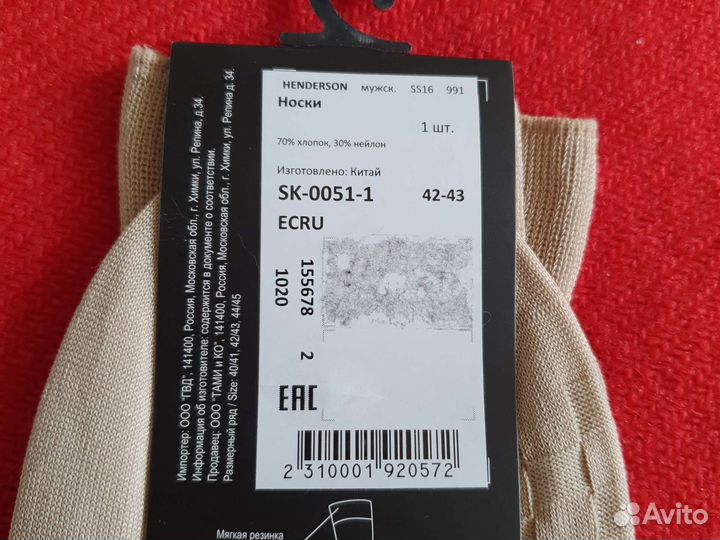 HENDERSON мужск. SS16 991
Носки
1 шт.
70% хлопок, 30% нейлон
Изготовлено: Китай
SK-0051-1 42-43
ECRU
155678 2
1020
EAC
2 310001 920572
Импортер: ООО "ГВД", 141400, Россия, Московская обл., г. Химки, ул. Репина, д.34.
Информация об изготовителе: содержится в документе о соответствии.
Продавец: ООО "ТАМИ и КО", 141400, Россия, Московская обл., г. Химки, ул. Репина, д. 34.
Размерный ряд / Size: 40/41, 42/43, 44/45
Мягкая резинка
Avito